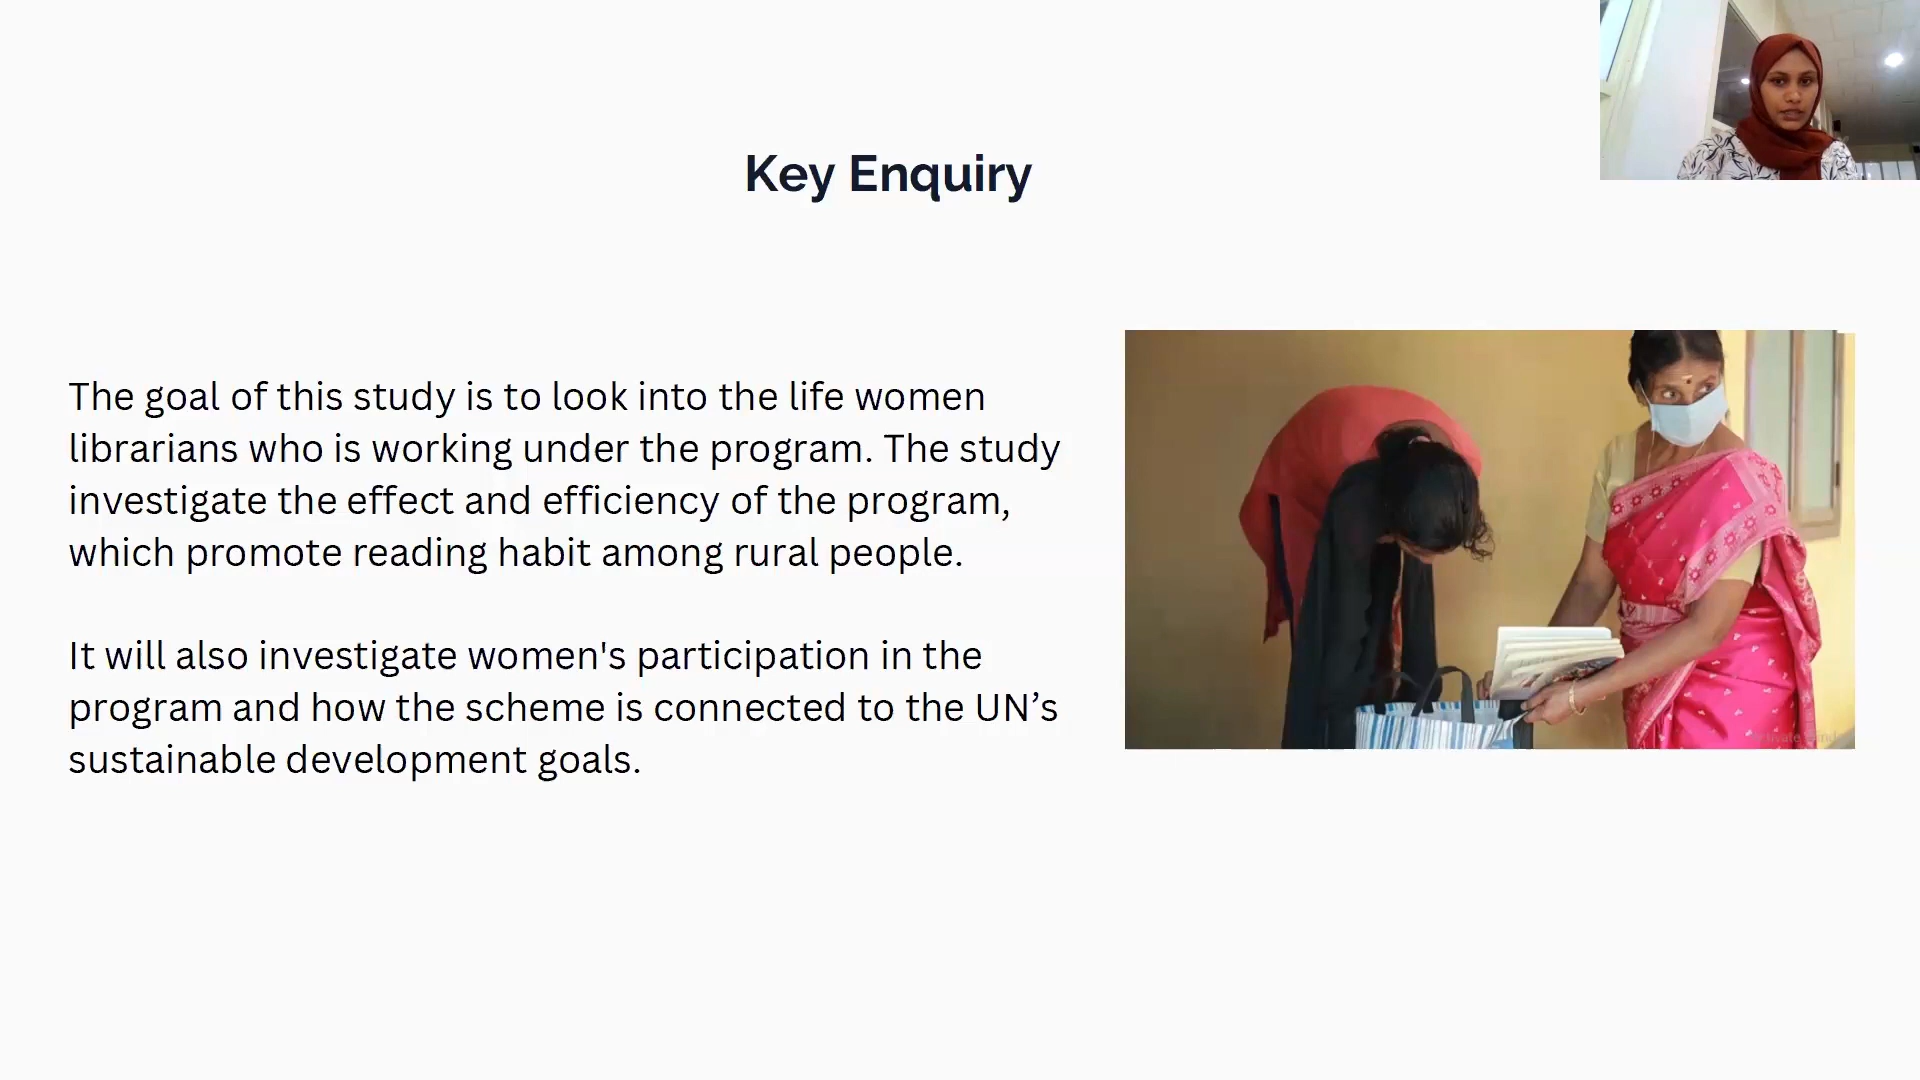 Key Enquiry
The goal of this study is to look into the life women
librarians who is working under the program. The study
investigate the effect and efficiency of the program,
which promote reading habit among rural people.
It will also investigate women's participation in the
program and how the scheme is connected to the UN’s
sustainable development goals.